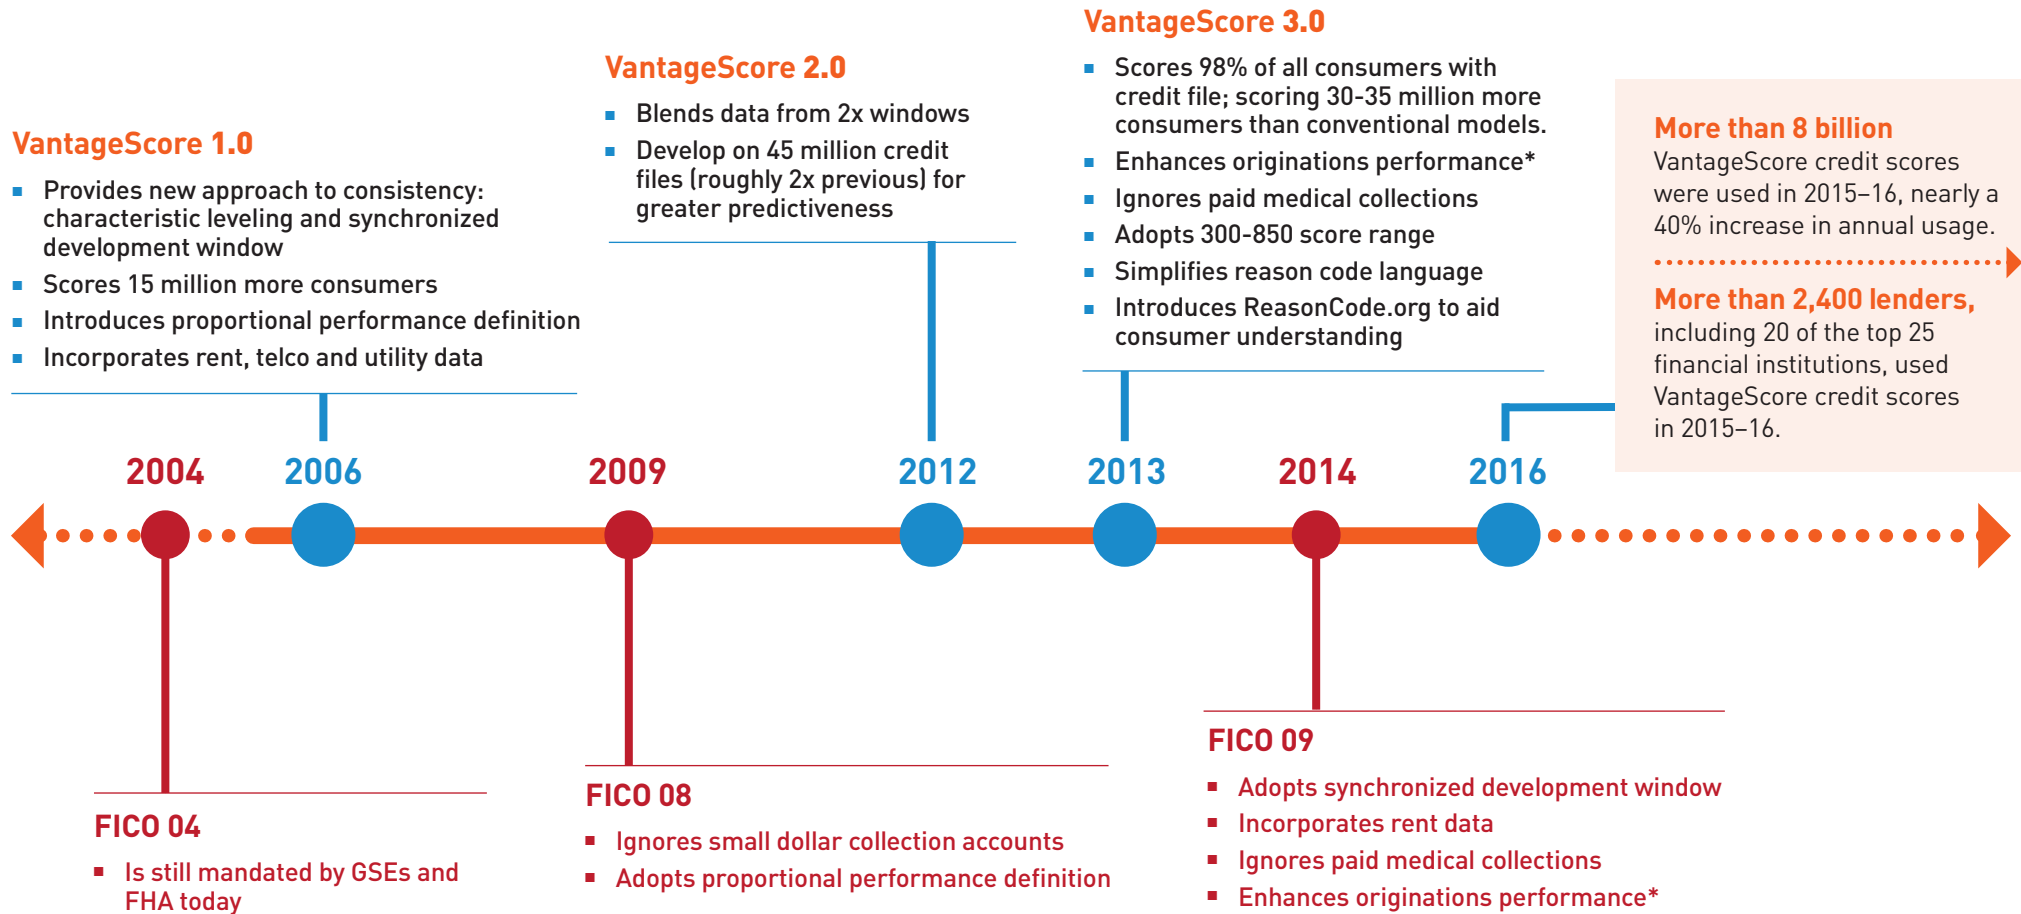 VantageScore 1.0
Provides new approach to consistency:
characteristic leveling and synchronized
development window
Scores 15 million more consumers
Introduces proportional performance definition
Incorporates rent, telco and utility data
VantageScore 2.0
Blends data from 2x windows
Develop on 45 million credit
files (roughly 2x previous) for
greater predictiveness
VantageScore 3.0
Scores 98% of all consumers with
credit file; scoring 30-35 million more
consumers than conventional models.
Enhances originations performance*
Ignores paid medical collections
Adopts 300-850 score range
Simplifies reason code language
Introduces ReasonCode.org to aid
consumer understanding
More than 8 billion
VantageScore credit scores
were used in 2015–16, nearly a
40% increase in annual usage.
More than 2,400 lenders,
including 20 of the top 25
financial institutions, used
VantageScore credit scores
in 2015–16.
2004
2006
2009
2012
2013
2014
2016
FICO 04
Is still mandated by GSEs and
FHA today
FICO 08
Ignores small dollar collection accounts
Adopts proportional performance definition
FICO 09
Adopts synchronized development window
Incorporates rent data
Ignores paid medical collections
Enhances originations performance*